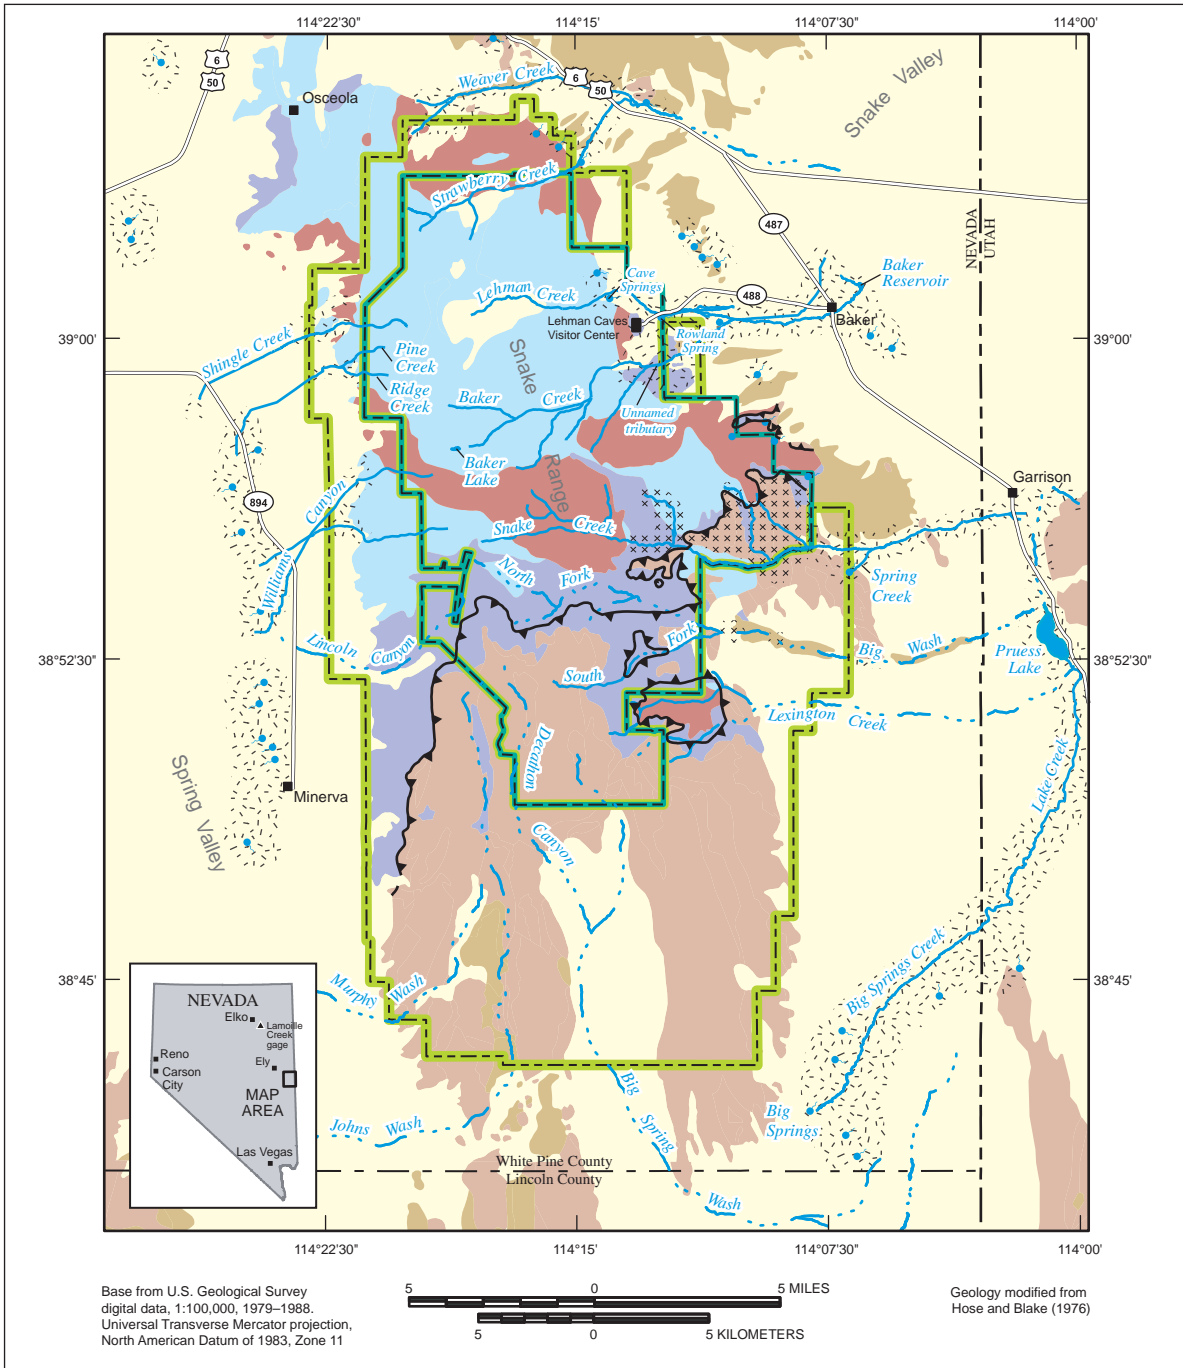 114°22'30"
114°15'
114°07'30"
114°00'
6
50
Osceola
Weaver Creek
6
50
Snake Valley
Strawberry Creek
487
NEVADA
UTAH
Baker
Reservoir
Cave
Springs
Lehman Creek
488
Lehman Caves
Visitor Center
Baker
Rowland
Spring
39°00'
39°00'
Shingle Creek
Pine
Creek
Ridge
Creek
Snake
Range
Baker Creek
Unnamed
tributary
Baker
Lake
Garrison
894
Williams Canyon
Snake Creek
North Fork
Spring
Creek
Lincoln Canyon
South Fork
Big Wash
Pruess
Lake
38°52'30"
38°52'30"
Lexington Creek
Decathon
Canyon
Spring Valley
Minerva
Lake Creek
Big Springs Creek
38°45'
38°45'
Murphy Wash
NEVADA
Elko
Lamoille
Creek
gage
Reno
Carson
City
Ely
MAP
AREA
Las Vegas
Big
Springs
Johns Wash
Big Spring Wash
White Pine County
Lincoln County
114°22'30"
114°15'
114°07'30"
114°00'
Base from U.S. Geological Survey
digital data, 1:100,000, 1979–1988.
Universal Transverse Mercator projection,
North American Datum of 1983, Zone 11
5 0 5 MILES
5 0 5 KILOMETERS
Geology modified from
Hose and Blake (1976)